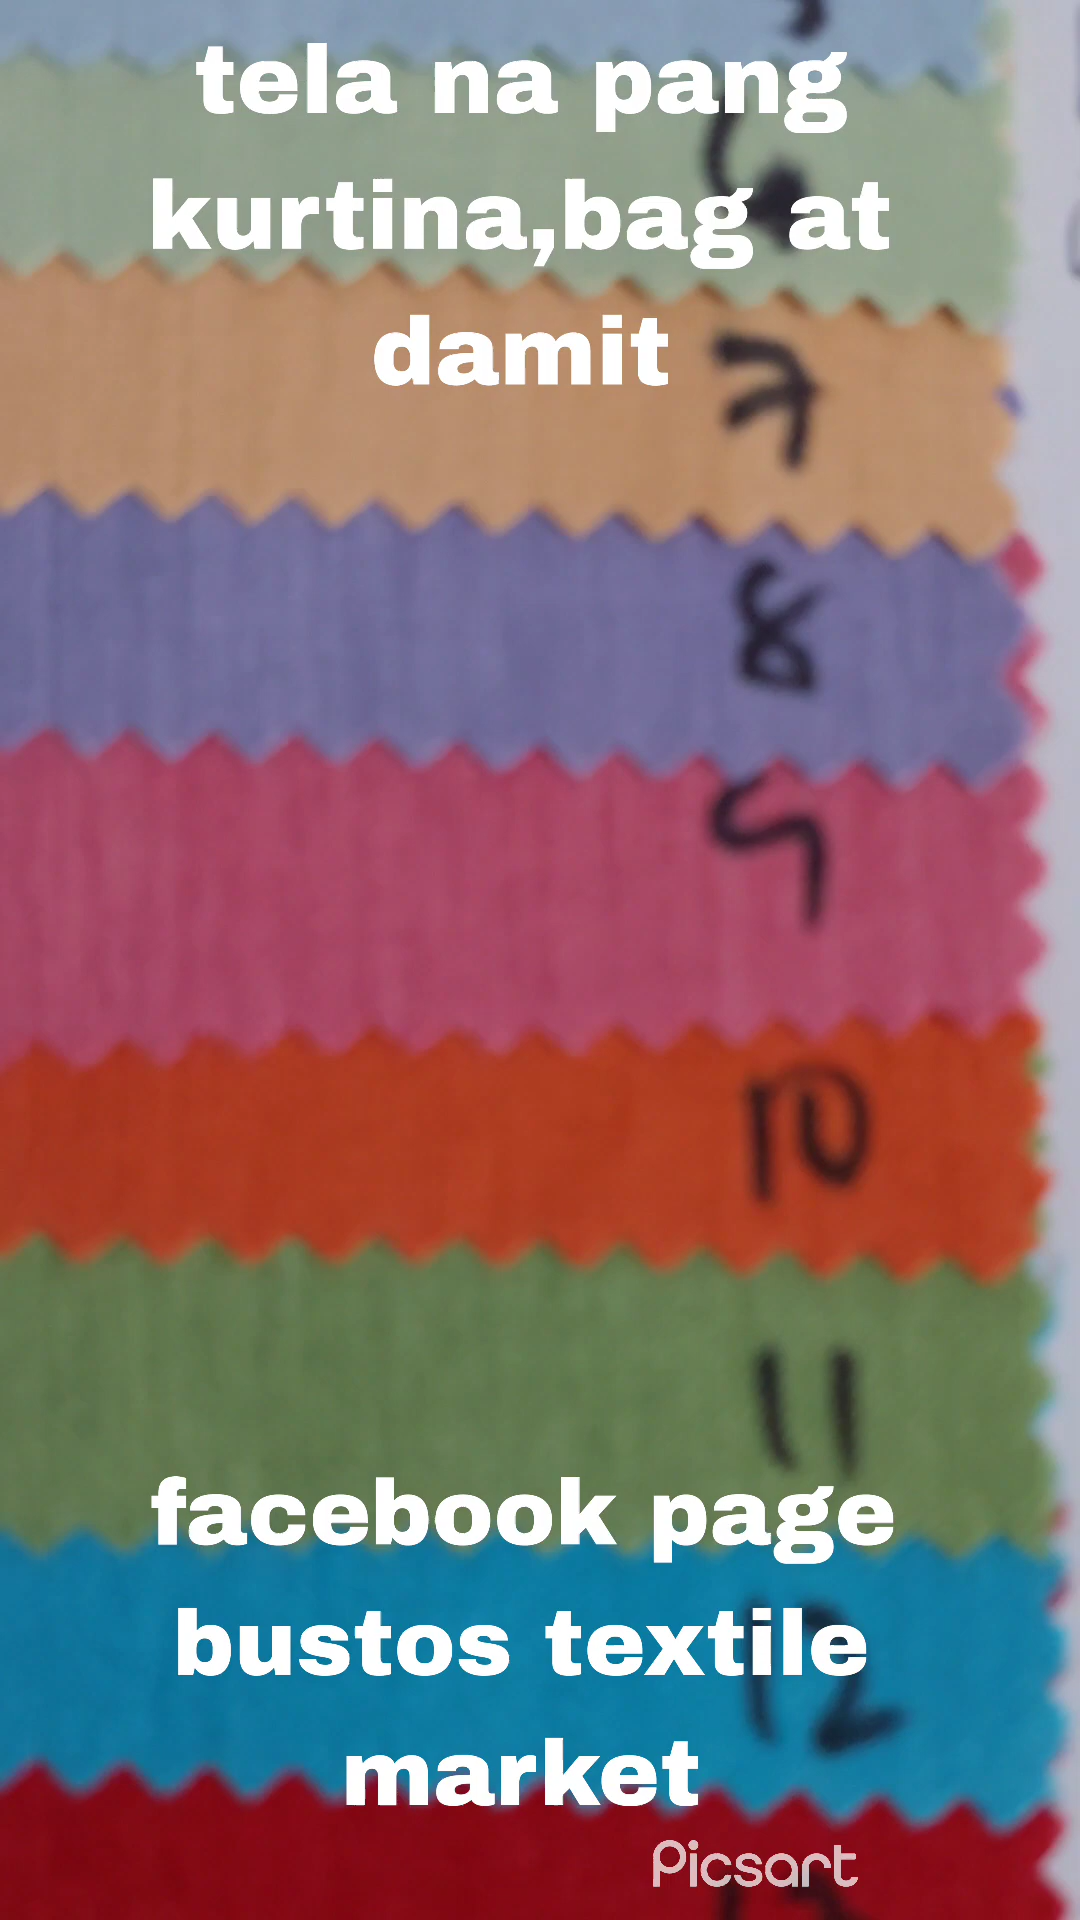 tela na pang
kurtina,bag at
damit
7
8
9
10
11
facebook page
bustos textile
12
market
Picsart